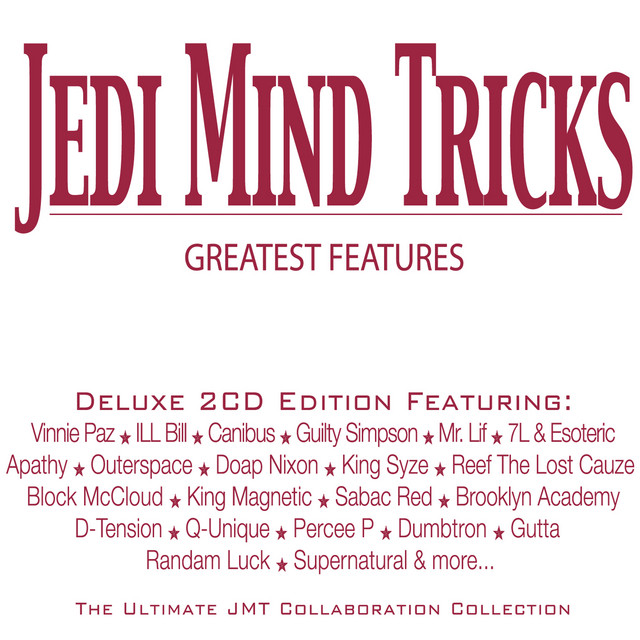 JEDI MIND TRICKS
GREATEST FEATURES
DELUXE 2CD EDITION FEATURING:
Vinnie Paz ★ ILL Bill ★ Canibus ★ Guilty Simpson ★ Mr. Lif ★ 7L & Esoteric
Apathy ★ Outerspace ★ Doap Nixon ★ King Syze ★ Reef The Lost Cauze
Block McCloud ★ King Magnetic ★ Sabac Red ★ Brooklyn Academy
D-Tension ★ Q-Unique ★ Percee P ★ Dumbtron ★ Gutta
Randam Luck ★ Supernatural & more...
THE ULTIMATE JMT COLLABORATION COLLECTION